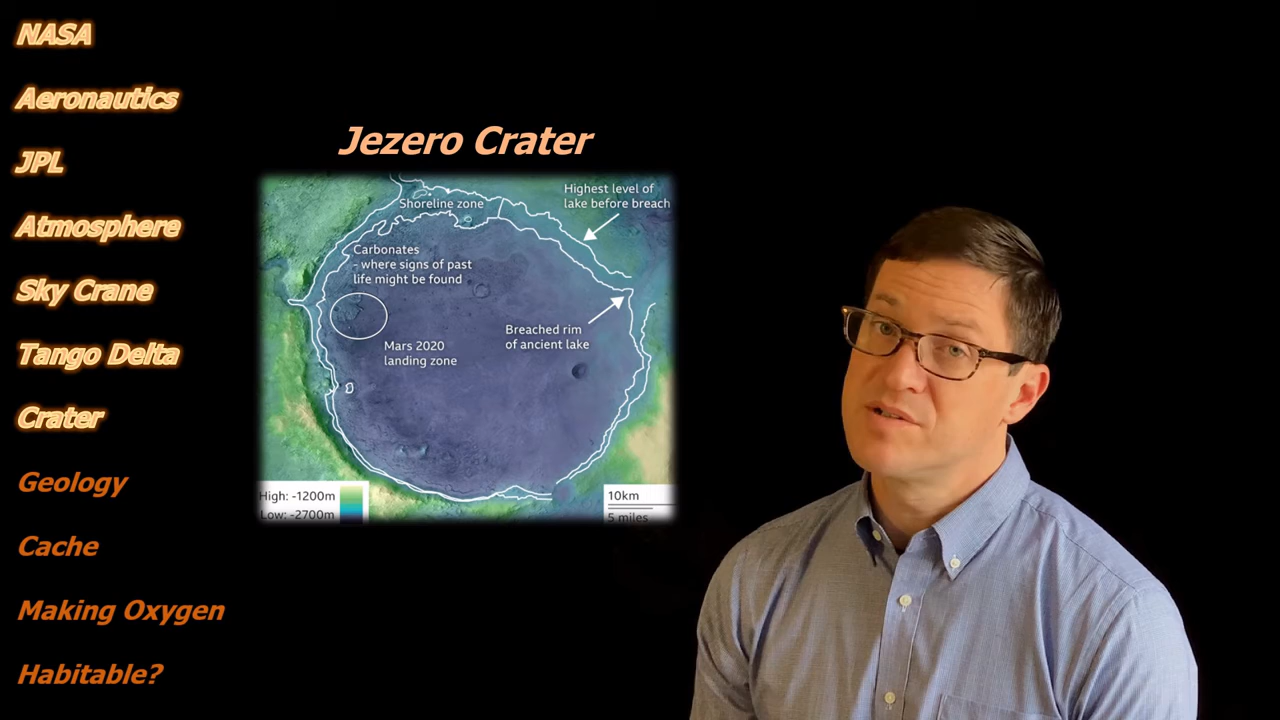 NASA
Aeronautics
JPL
Atmosphere
Sky Crane
Tango Delta
Crater
Geology
Cache
Making Oxygen
Habitable?
Jezero Crater
Highest level of
lake before breach
Shoreline zone
Carbonates
- where signs of past
life might be found
Breached rim
of ancient lake
Mars 2020
landing zone
High: -1200m
Low: -2700m
10km
5 miles